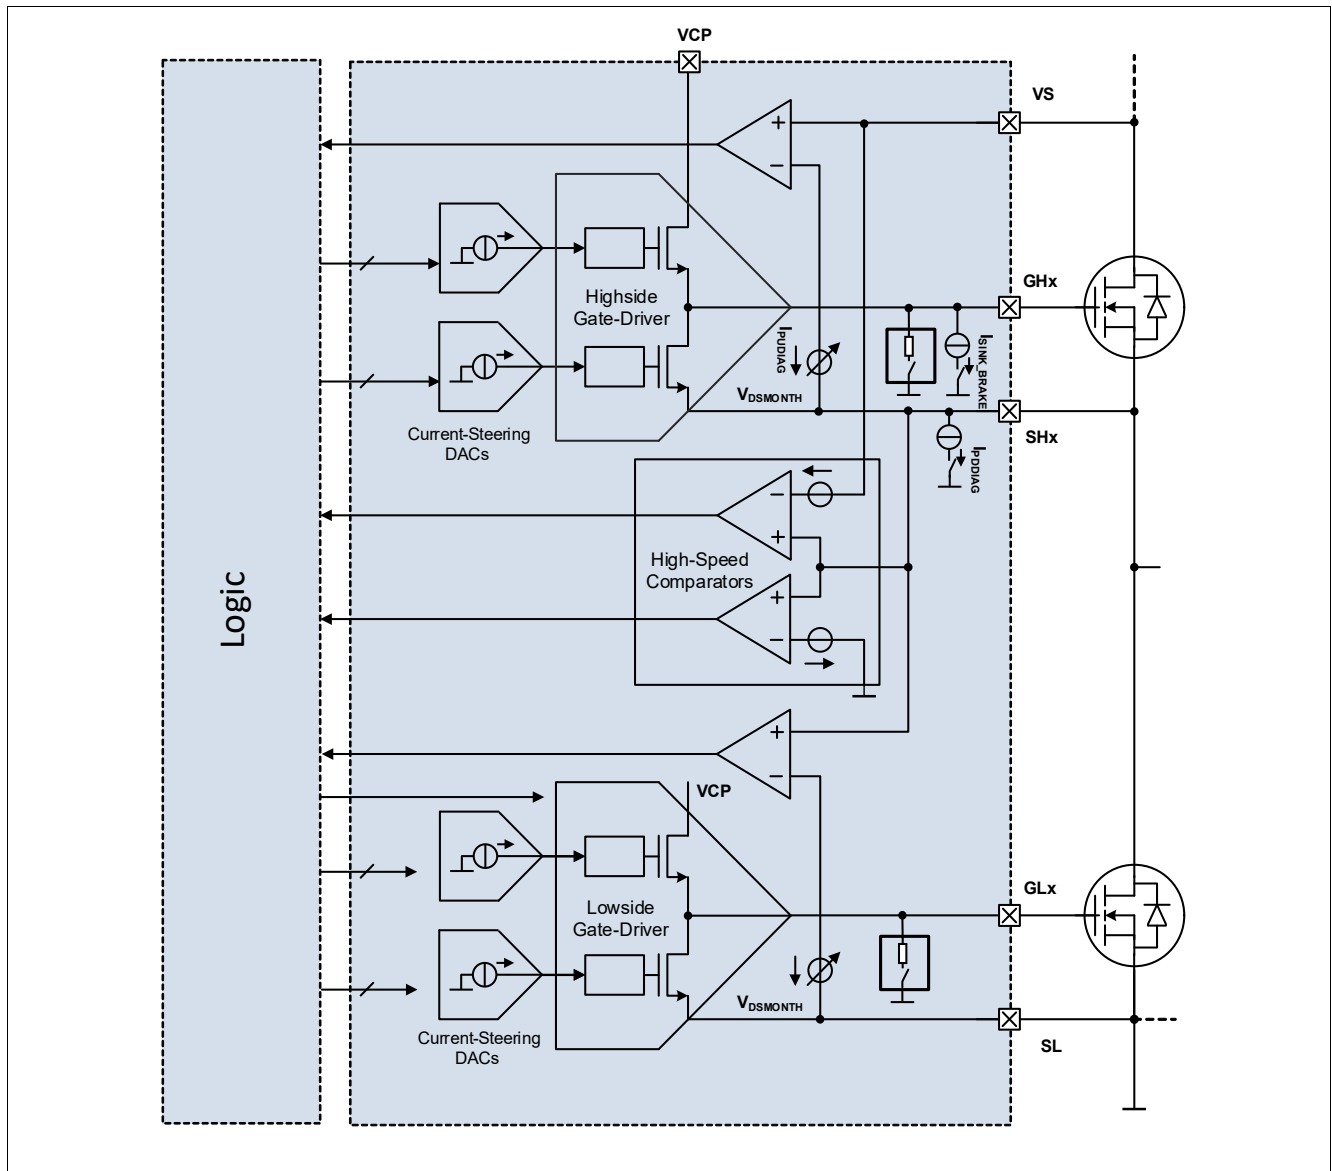 VCP
VS
+
−
GHx
Highside
Gate-Driver
IPUDIAG
ISINK_BRAKE
VDSMONTH
Current-Steering
DACs
SHx
IPDDIAG
−
+
High-Speed
Comparators
+
−
Logic
+
−
VCP
GLx
Lowside
Gate-Driver
VDSMONTH
Current-Steering
DACs
SL